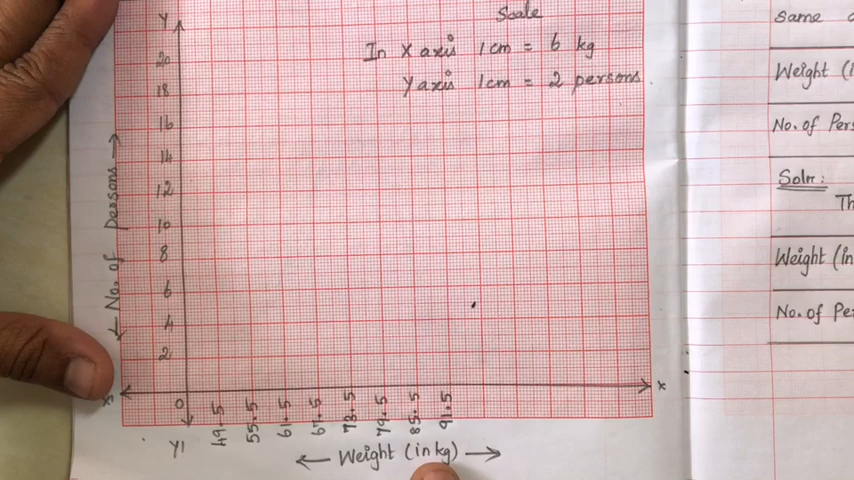 Scale
In X axis 1cm = 6 kg
Y axis 1cm = 2 persons.
Y
20
18
16
14
12
10
8
6
4
2
0
No. of persons
X1
X
Y1
49.5
55.5
61.5
67.5
73.5
79.5
85.5
91.5
Weight (in kg)
same
Weight (
No. of Pers
Soln:
Th
Weight (in
No. of Pe